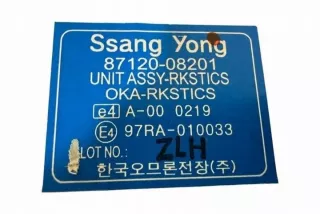 Ssang Yong
87120-08201
UNIT ASSY-RKSTICS
OKA-RKSTICS
e4 A-00 0219
E4 97RA-010033
LOT NO.: ZLH
한국오므론전장(주)